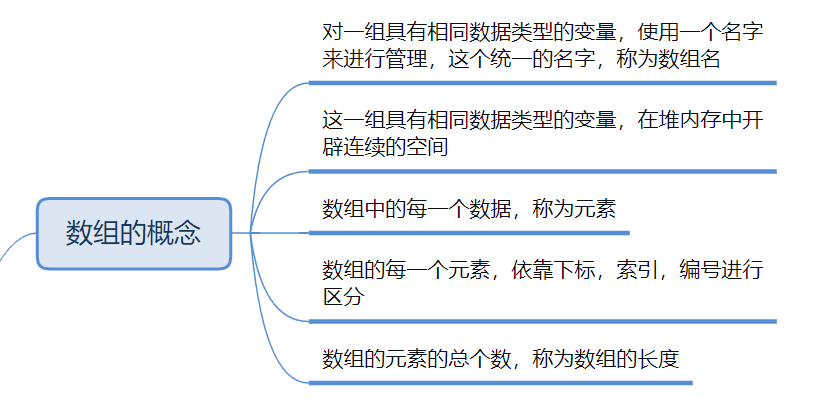 对一组具有相同数据类型的变量，使用一个名字
来进行管理，这个统一的名字，称为数组名
这一组具有相同数据类型的变量，在堆内存中开
辟连续的空间
数组的概念
数组中的每一个数据，称为元素
数组的每一个元素，依靠下标，索引，编号进行
区分
数组的元素的总个数，称为数组的长度